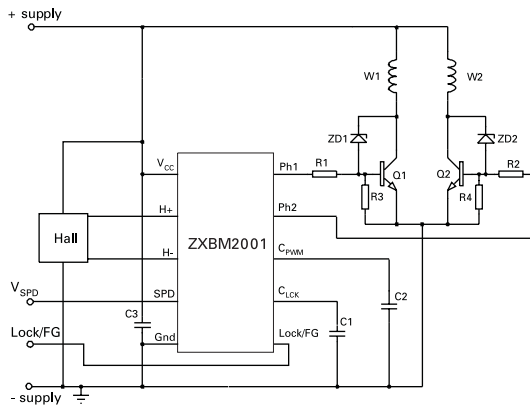 + supply
W1
W2
ZD1
ZD2
Q1
Q2
R1
R2
R3
R4
VCC
Ph1
H+
Ph2
Hall
ZXBM2001
H-
CPWM
VSPD
SPD
CLCK
C2
C3
C1
Lock/FG
Gnd
Lock/FG
- supply